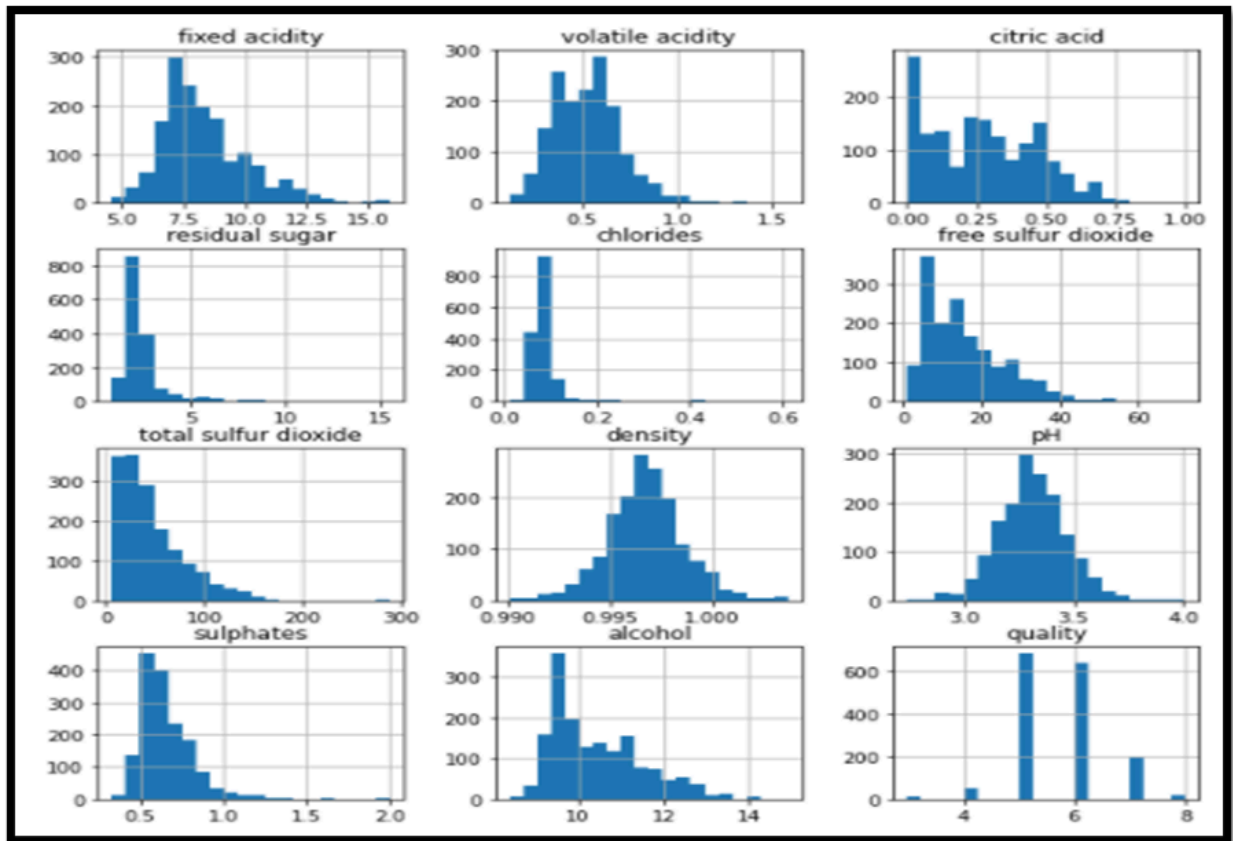 fixed acidity
300
200
100
0
5.0 7.5 10.0 12.5 15.0
volatile acidity
300
200
100
0
0.5 1.0 1.5
citric acid
200
100
0
0.00 0.25 0.50 0.75 1.00
residual sugar
800
600
400
200
0
5 10 15
chlorides
800
600
400
200
0
0.0 0.2 0.4 0.6
free sulfur dioxide
300
200
100
0
0 20 40 60
total sulfur dioxide
300
200
100
0
0 100 200 300
density
200
100
0
0.990 0.995 1.000
pH
300
200
100
0
3.0 3.5 4.0
sulphates
400
300
200
100
0
0.5 1.0 1.5 2.0
alcohol
300
200
100
0
10 12 14
quality
600
400
200
0
4 6 8